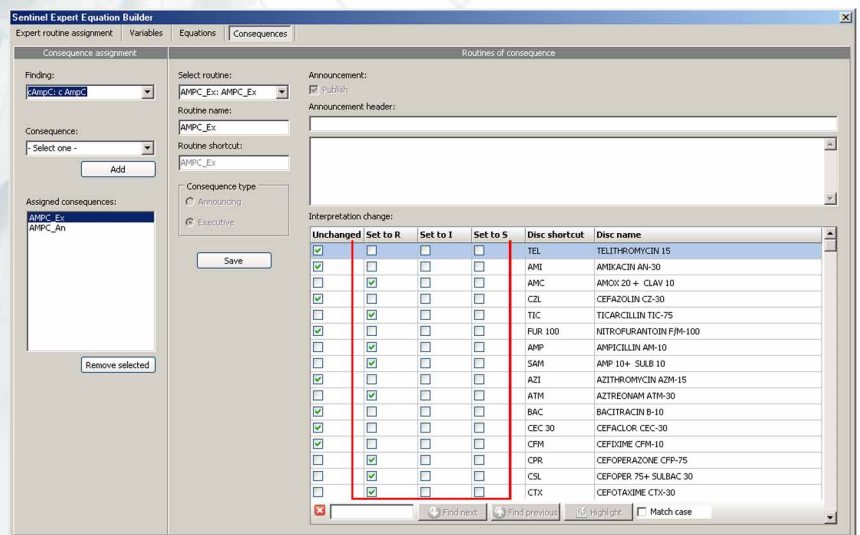 Sentinel Expert Equation Builder
Expert routine assignment Variables Equations Consequences
Consequence assignment
Routines of consequence
Finding:
cAmpC: c AmpC
Consequence:
- Select one -
Add
Assigned consequences:
AMPC_Ex
AMPC_An
Remove selected
Select routine:
AMPC_Ex: AMPC_Ex
Routine name:
AMPC_Ex
Routine shortcut:
AMPC_Ex
Consequence type
Announcing
Executive
Save
Announcement:
Publish
Announcement header:
Interpretation change:
Unchanged Set to R Set to I Set to S Disc shortcut Disc name
TEL TELITHROMYCIN 15
AMI AMIKACIN AN-30
AMC AMOX 20 + CLAV 10
CZL CEFAZOLIN CZ-30
TIC TICARCILLIN TIC-75
FUR 100 NITROFURANTOIN F/M-100
AMP AMPICILLIN AM-10
SAM AMP 10+ SULB 10
AZI AZITHROMYCIN AZM-15
ATM AZTREONAM ATM-30
BAC BACITRACIN B-10
CEC 30 CEFACLOR CEC-30
CFM CEFIXIME CFM-10
CPR CEFOPERAZONE CFP-75
CSL CEFOPER 75+ SULBAC 30
CTX CEFOTAXIME CTX-30
Find next Find previous Highlight Match case